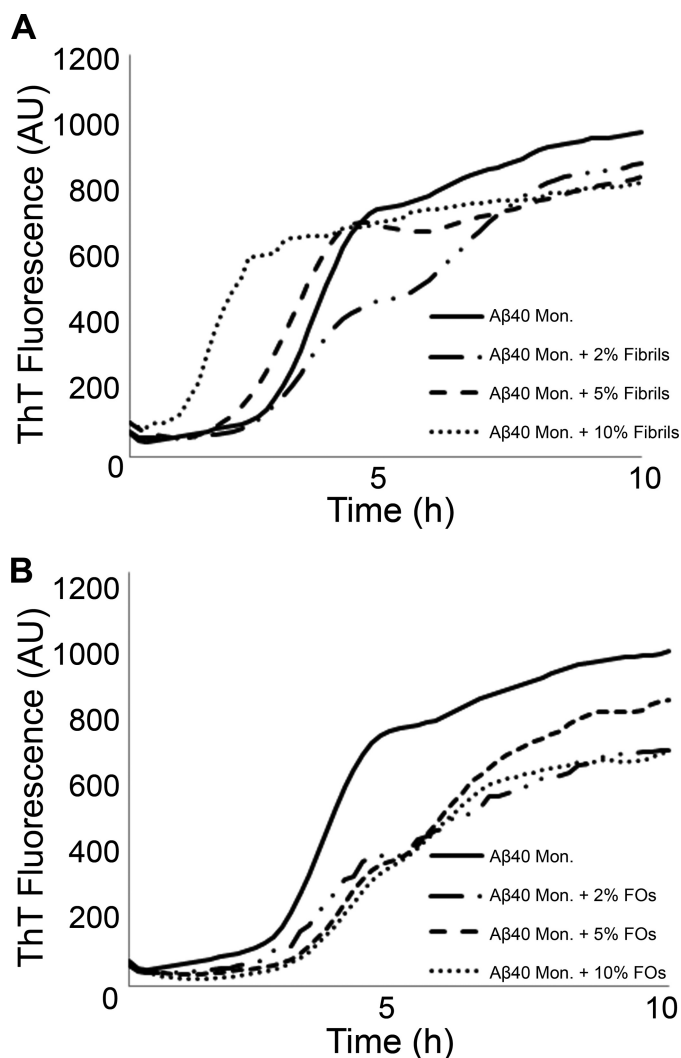 A
1200
1000
800
600
400
200
0
ThT Fluorescence (AU)
Aβ40 Mon.
Aβ40 Mon. + 2% Fibrils
Aβ40 Mon. + 5% Fibrils
Aβ40 Mon. + 10% Fibrils
5
10
Time (h)
B
1200
1000
800
600
400
200
0
ThT Fluorescence (AU)
Aβ40 Mon.
Aβ40 Mon. + 2% FOs
Aβ40 Mon. + 5% FOs
Aβ40 Mon. + 10% FOs
5
10
Time (h)